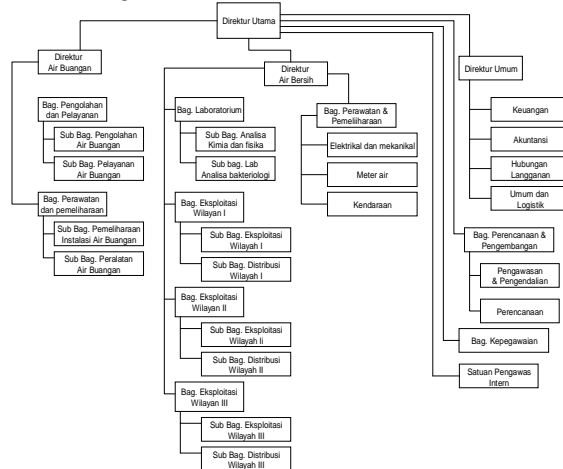 Direktur Utama
Direktur
Air Buangan
Direktur
Air Bersih
Direktur Umum
Bag. Pengolahan
dan Pelayanan
Sub Bag. Pengolahan
Air Buangan
Sub Bag. Pelayanan
Air Buangan
Bag. Perawatan
dan pemeliharaan
Sub Bag. Pemeliharaan
Instalasi Air Buangan
Sub Bag. Peralatan
Air Buangan
Bag. Laboratorium
Sub Bag. Analisa
Kimia dan fisika
Sub bag. Lab
Analisa bakteriologi
Bag. Eksploitasi
Wilayan I
Sub Bag. Eksploitasi
Wilayah I
Sub Bag. Distribusi
Wilayah I
Bag. Eksploitasi
Wilayan II
Sub Bag. Eksploitasi
Wilayah Ii
Sub Bag. Distribusi
Wilayah II
Bag. Eksploitasi
Wilayan III
Sub Bag. Eksploitasi
Wilayah III
Sub Bag. Distribusi
Wilayah III
Bag. Perawatan &
Pemeliiharaan
Elektrikal dan mekanikal
Meter air
Kendaraan
Keuangan
Akuntansi
Hubungan
Langganan
Umum dan
Logistik
Bag. Perencanaan &
Pengembangan
Pengawasan
& Pengendalian
Perencanaan
Bag. Kepegawaian
Satuan Pengawas
Intern